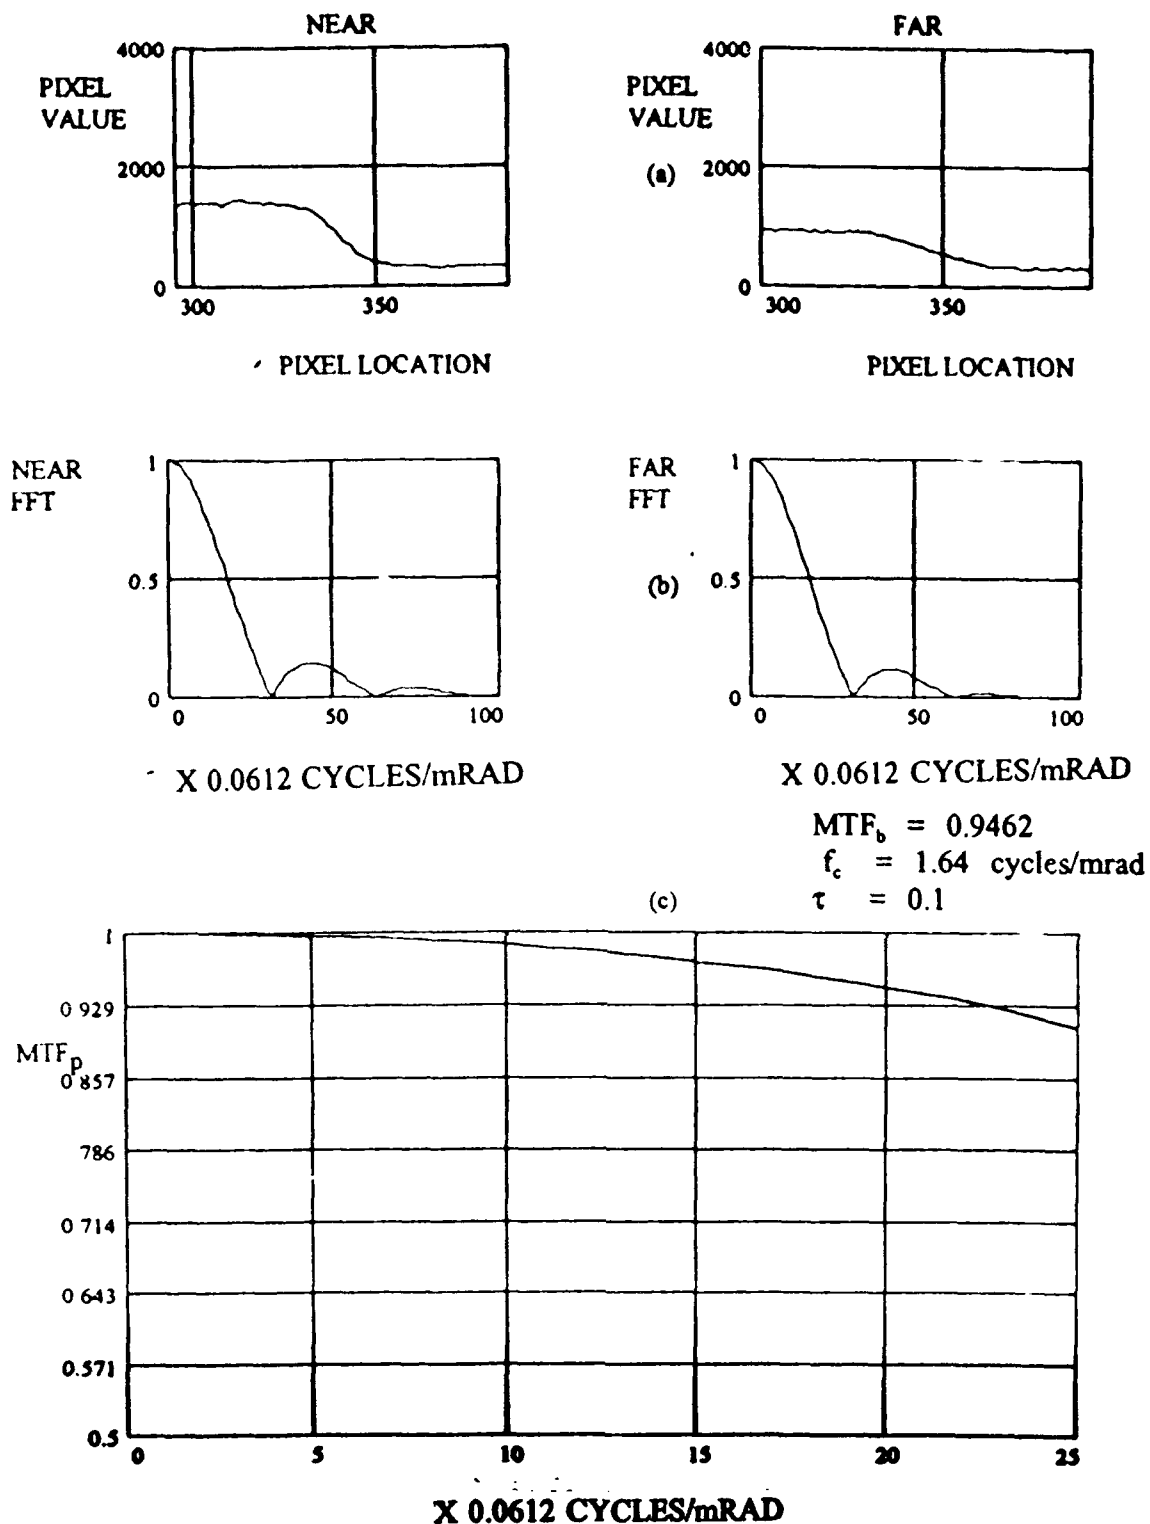 NEAR
4000
PIXEL
VALUE
2000
0
300 350
PIXEL LOCATION
FAR
4000
PIXEL
VALUE
(a)
2000
0
300 350
PIXEL LOCATION
NEAR
FFT
1
0.5
0
0 50 100
X 0.0612 CYCLES/mRAD
FAR
FFT
1
(b)
0.5
0
0 50 100
X 0.0612 CYCLES/mRAD
MTFb = 0.9462
fc = 1.64 cycles/mrad
τ = 0.1
(c)
1
0 929
MTFp
0 857
786
0 714
0 643
0.571
0.5
0 5 10 15 20 25
X 0.0612 CYCLES/mRAD